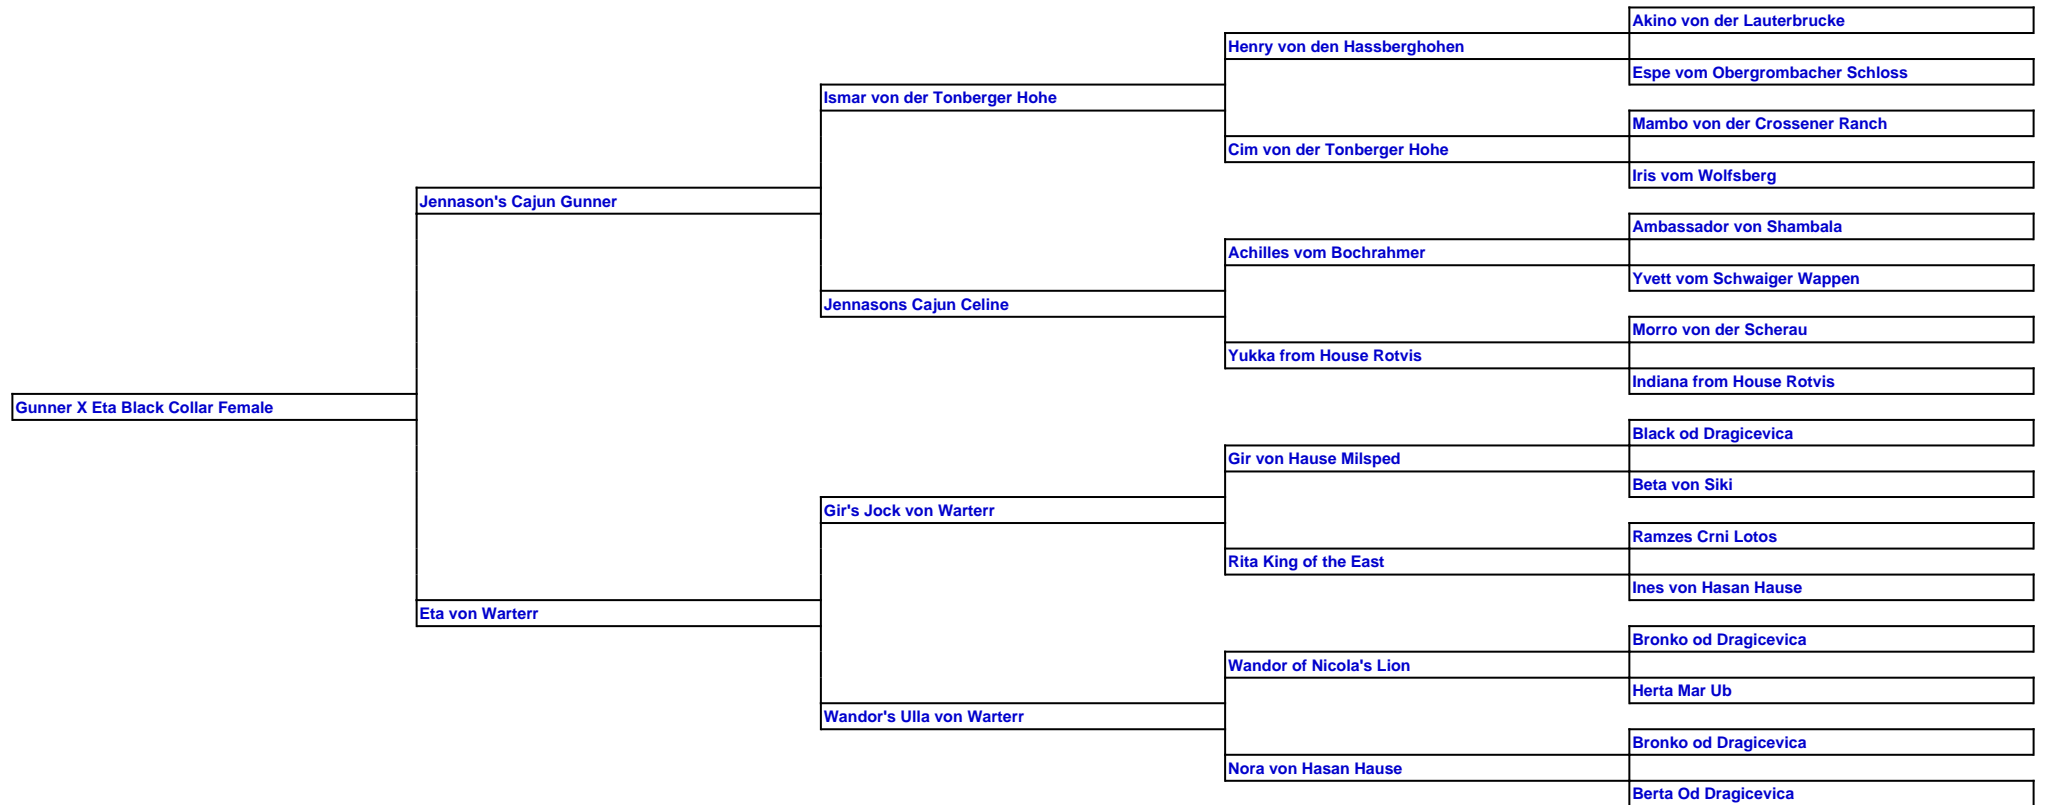 Akino von der Lauterbrucke
Henry von den Hassberghohen
Espe vom Obergrombacher Schloss
Ismar von der Tonberger Hohe
Mambo von der Crossener Ranch
Cim von der Tonberger Hohe
Iris vom Wolfsberg
Jennason's Cajun Gunner
Ambassador von Shambala
Achilles vom Bochrahmer
Yvett vom Schwaiger Wappen
Jennasons Cajun Celine
Morro von der Scherau
Yukka from House Rotvis
Indiana from House Rotvis
Gunner X Eta Black Collar Female
Black od Dragicevica
Gir von Hause Milsped
Beta von Siki
Gir's Jock von Warterr
Ramzes Crni Lotos
Rita King of the East
Ines von Hasan Hause
Eta von Warterr
Bronko od Dragicevica
Wandor of Nicola's Lion
Herta Mar Ub
Wandor's Ulla von Warterr
Bronko od Dragicevica
Nora von Hasan Hause
Berta Od Dragicevica